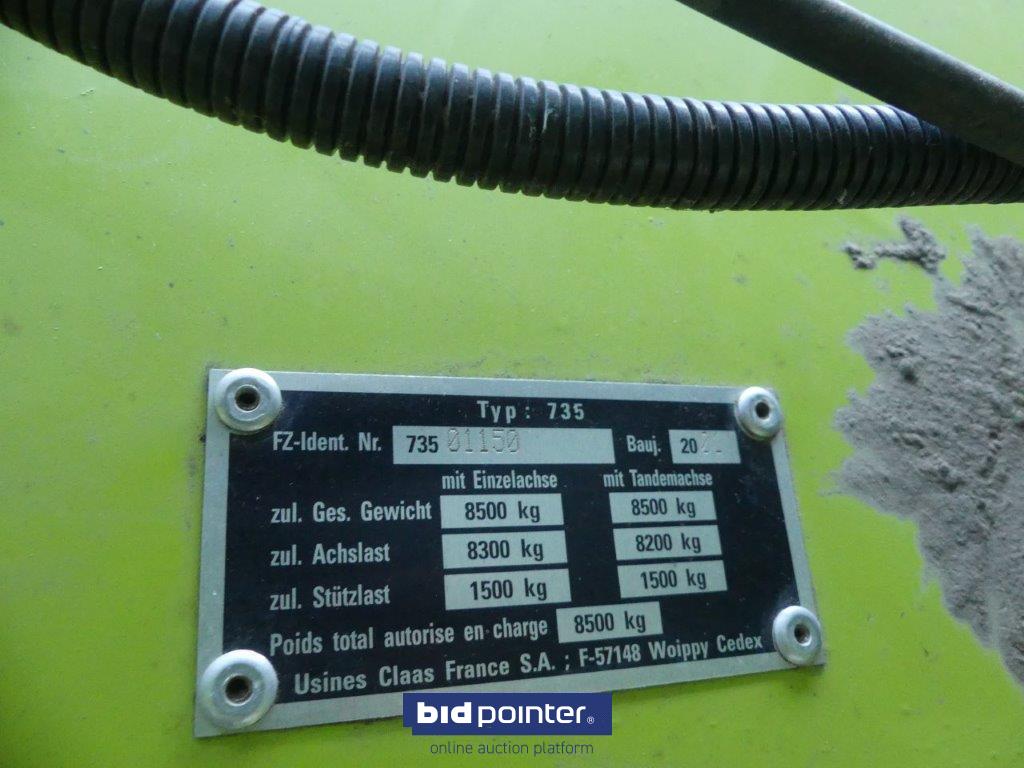 Typ: 735
FZ-Ident. Nr. 735 01150 Bauj. 20
mit Einzelachse mit Tandemachse
zul. Ges. Gewicht 8500 kg 8500 kg
zul. Achslast 8300 kg 8200 kg
zul. Stützlast 1500 kg 1500 kg
Poids total autorise en charge 8500 kg
Usines Claas France S.A. ; F-57148 Woippy Cedex
bidpointer®
online auction platform